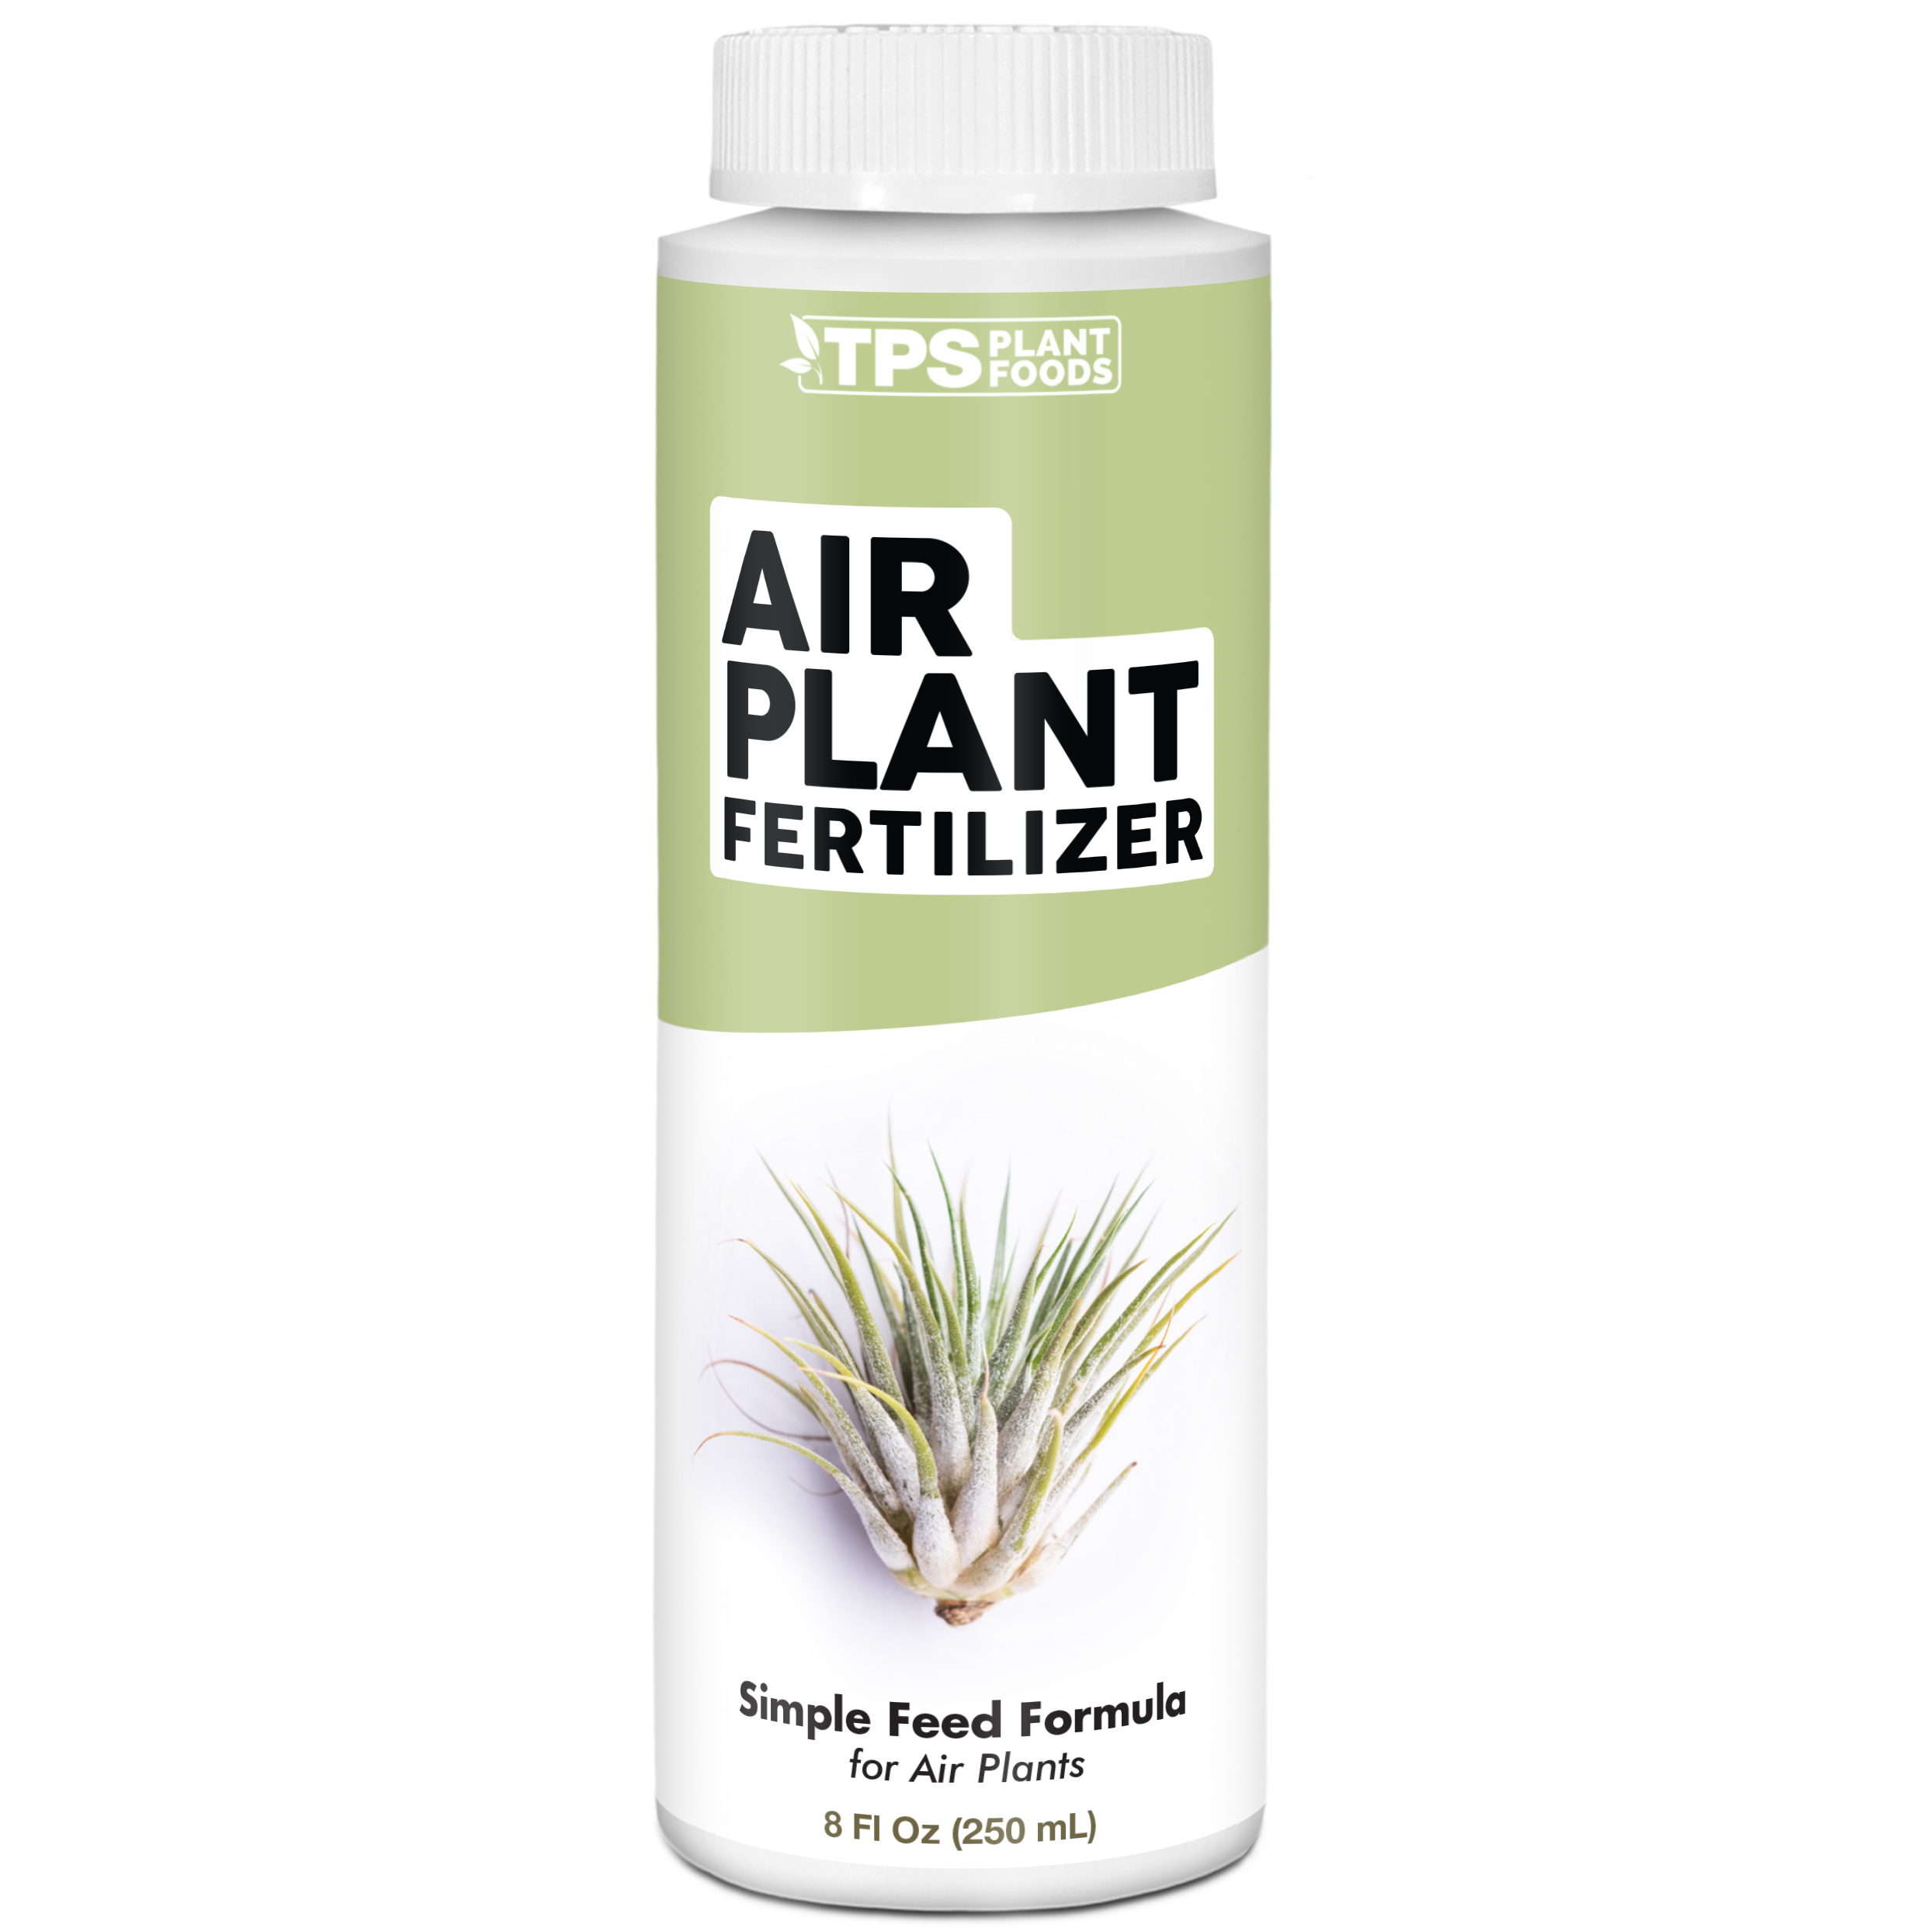 TPS PLANT FOODS
AIR
PLANT
FERTILIZER
Simple Feed Formula
for Air Plants
8 Fl Oz (250 mL)